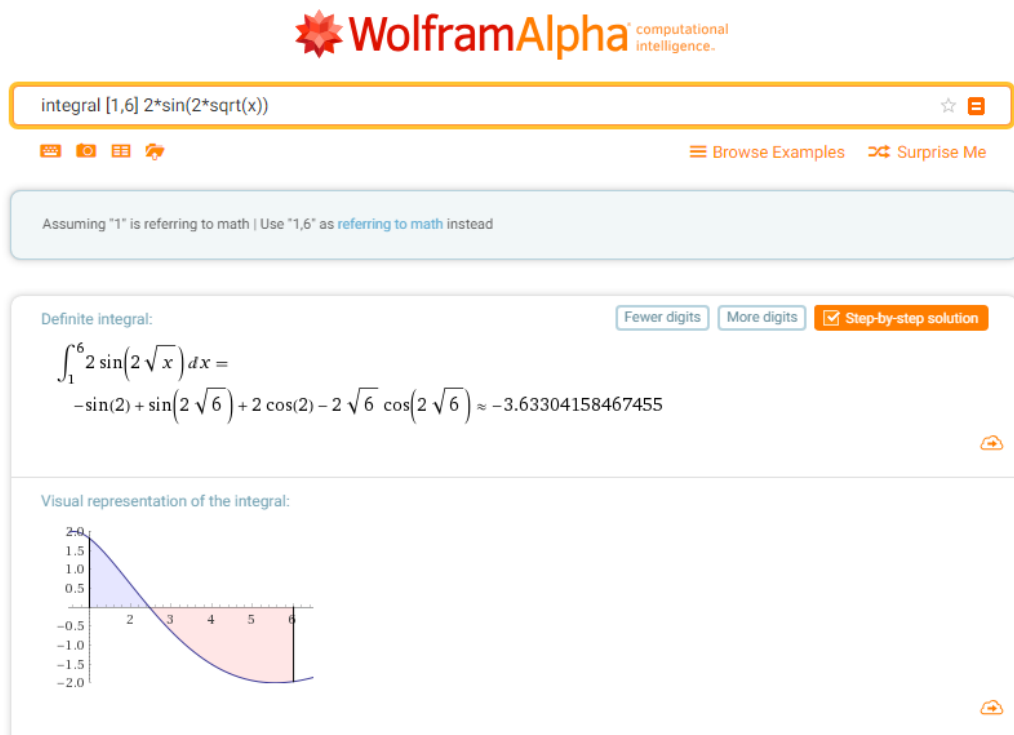 WolframAlpha computational
intelligence.
integral [1,6] 2*sin(2*sqrt(x))
Browse Examples Surprise Me
Assuming "1" is referring to math | Use "1,6" as referring to math instead
Definite integral: Fewer digits More digits Step-by-step solution
∫₁⁶ 2 sin(2 √x) dx =
−sin(2) + sin(2 √6) + 2 cos(2) − 2 √6 cos(2 √6) ≈ −3.63304158467455
Visual representation of the integral:
2.0
1.5
1.0
0.5
2 3 4 5 6
−0.5
−1.0
−1.5
−2.0